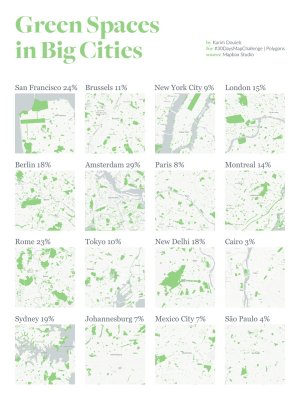 Green Spaces
in Big Cities
by Karim Douieb
for #30DayMapChallenge | Polygons
source Mapbox Studio
San Francisco 24%
Brussels 11%
New York City 9%
London 15%
Berlin 18%
Amsterdam 29%
Paris 8%
Montreal 14%
Rome 23%
Tokyo 10%
New Delhi 18%
Cairo 3%
Sydney 19%
Johannesburg 7%
Mexico City 7%
São Paulo 4%